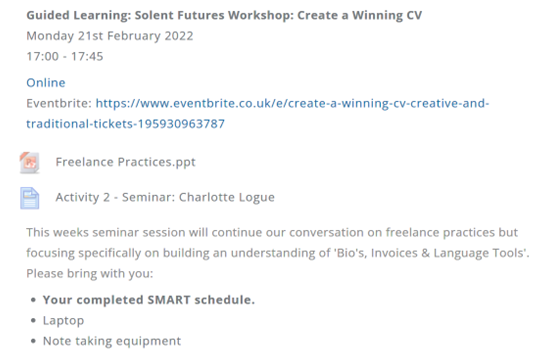 Guided Learning: Solent Futures Workshop: Create a Winning CV
Monday 21st February 2022
17:00 - 17:45
Online
Eventbrite: https://www.eventbrite.co.uk/e/create-a-winning-cv-creative-and-
traditional-tickets-195930963787
Freelance Practices.ppt
Activity 2 - Seminar: Charlotte Logue
This weeks seminar session will continue our conversation on freelance practices but
focusing specifically on building an understanding of 'Bio's, Invoices & Language Tools'.
Please bring with you:
• Your completed SMART schedule.
• Laptop
• Note taking equipment